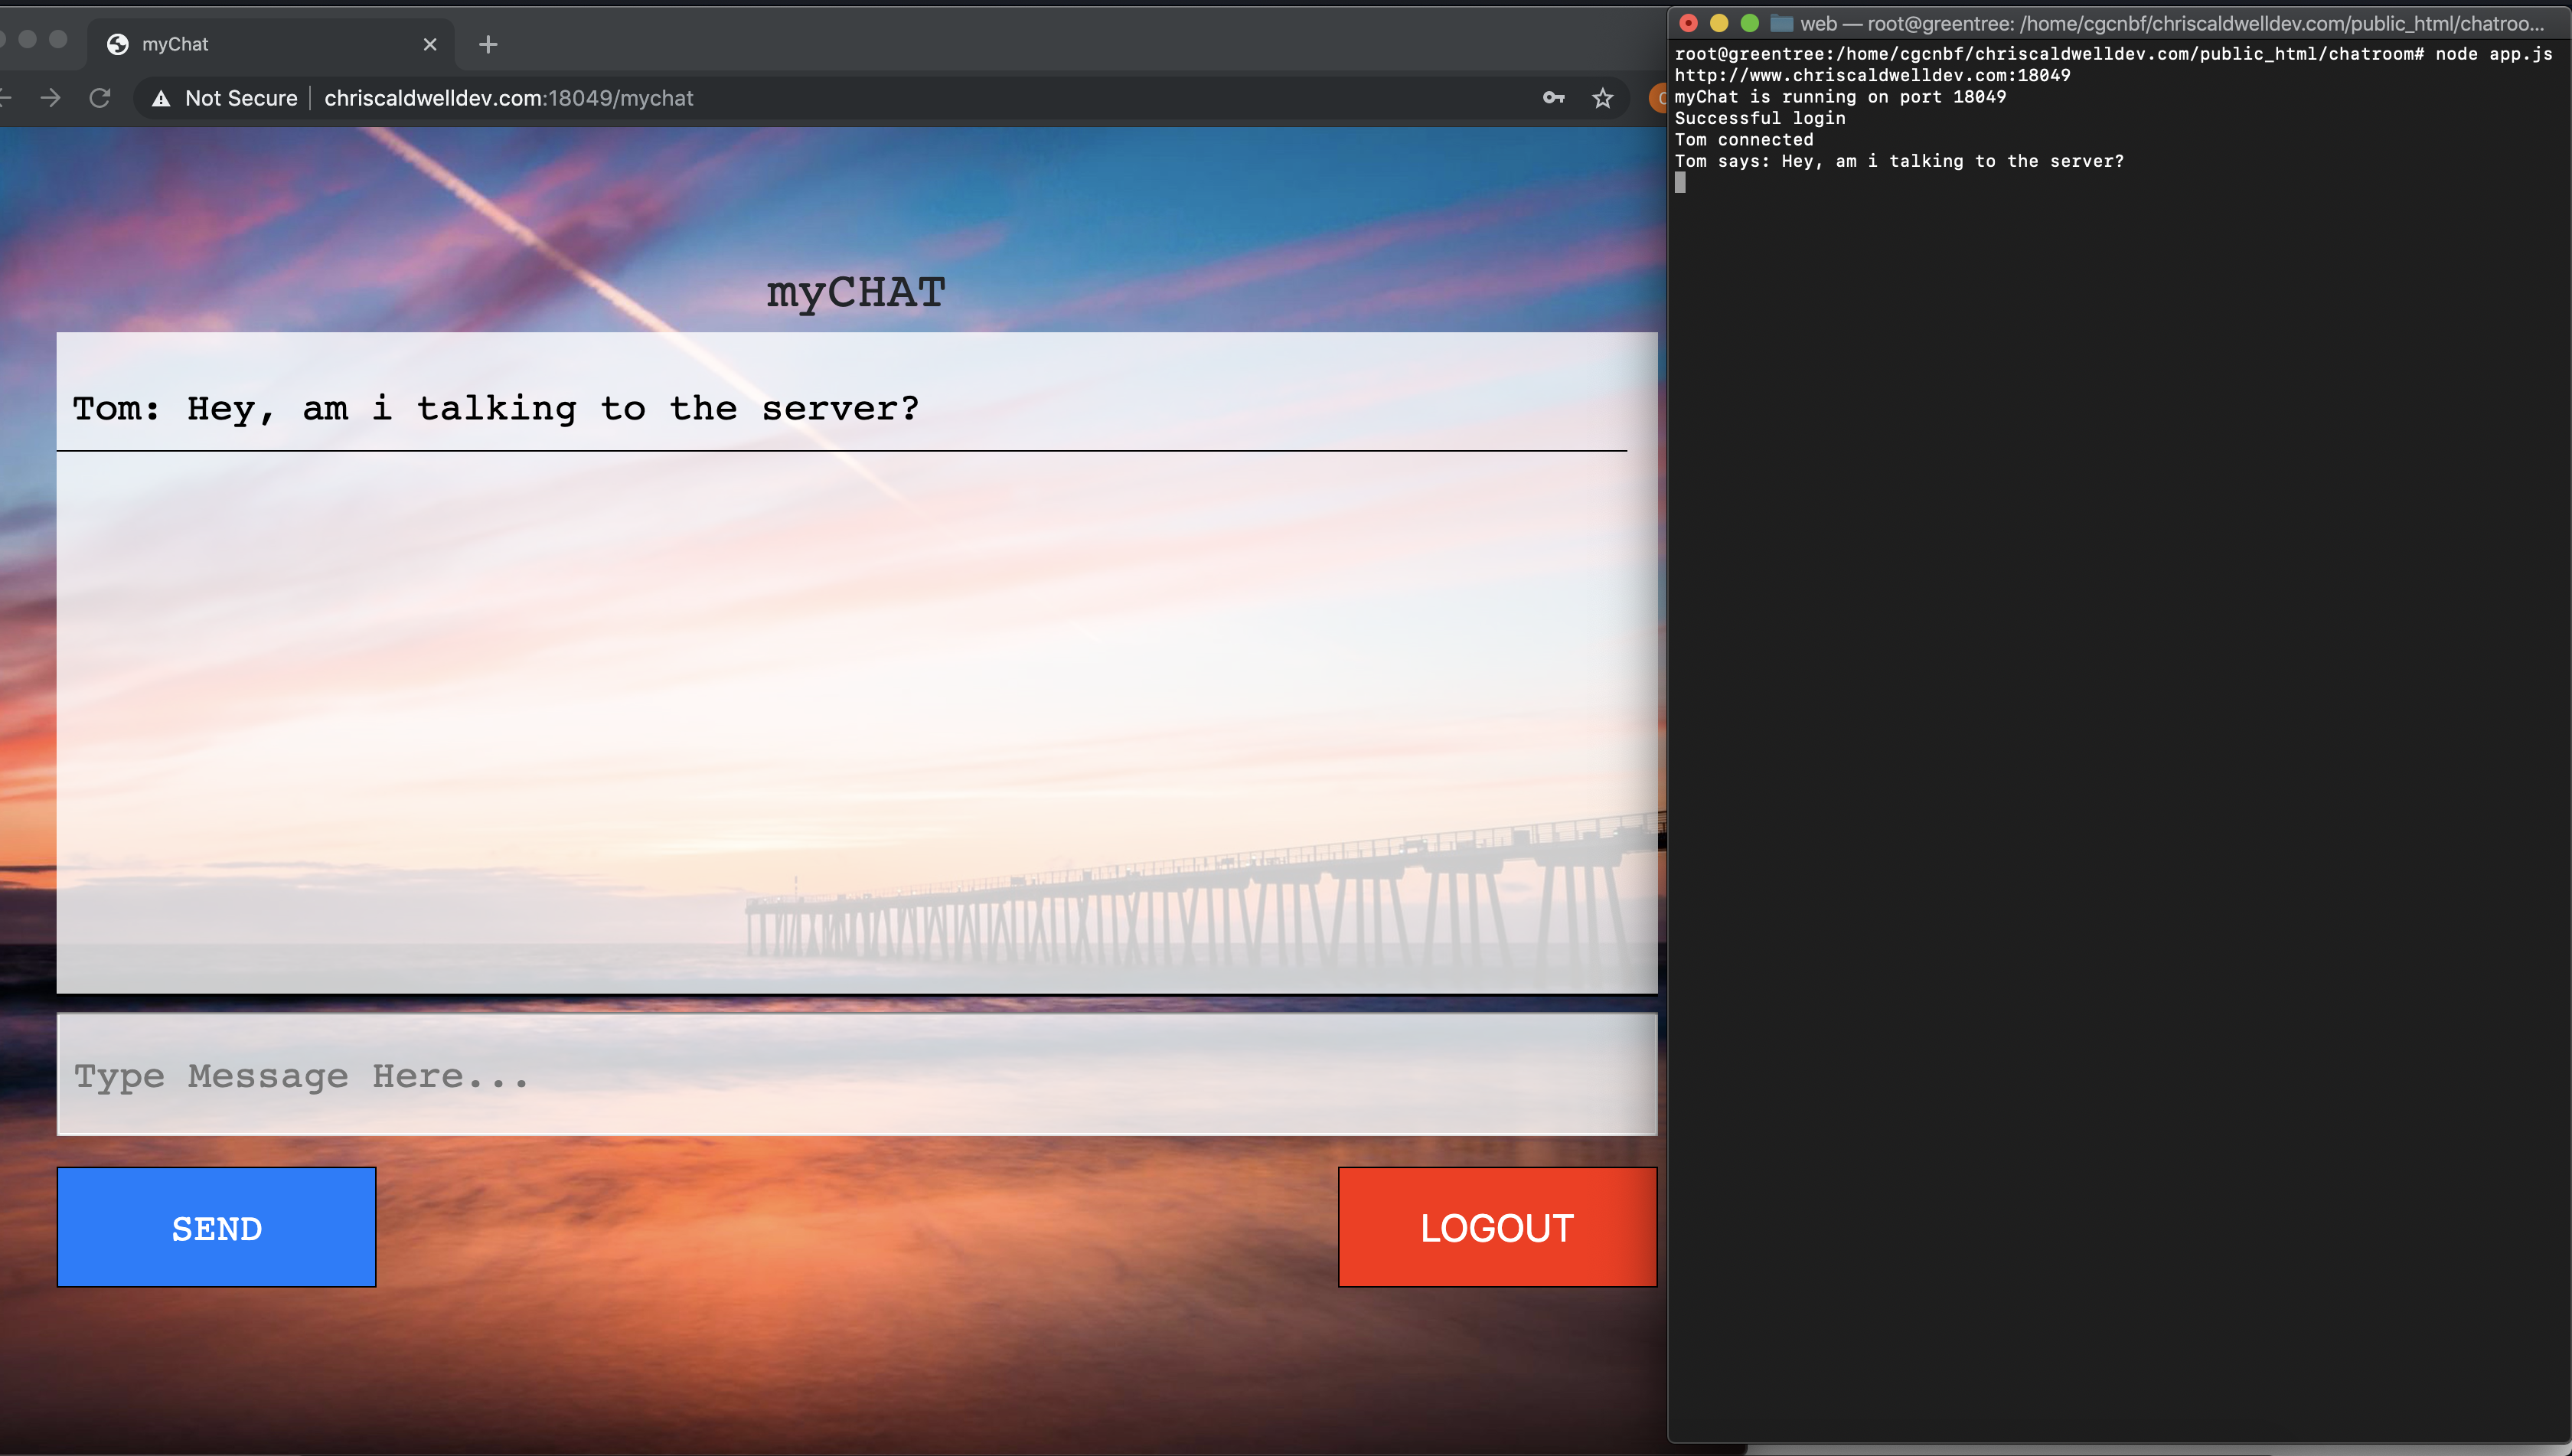 myChat
Not Secure
chriscaldwelldev.com:18049/mychat
myCHAT
Tom: Hey, am i talking to the server?
Type Message Here...
SEND
LOGOUT
web — root@greentree: /home/cgcnbf/chriscaldwelldev.com/public_html/chatroo...
root@greentree:/home/cgcnbf/chriscaldwelldev.com/public_html/chatroom# node app.js
http://www.chriscaldwelldev.com:18049
myChat is running on port 18049
Successful login
Tom connected
Tom says: Hey, am i talking to the server?